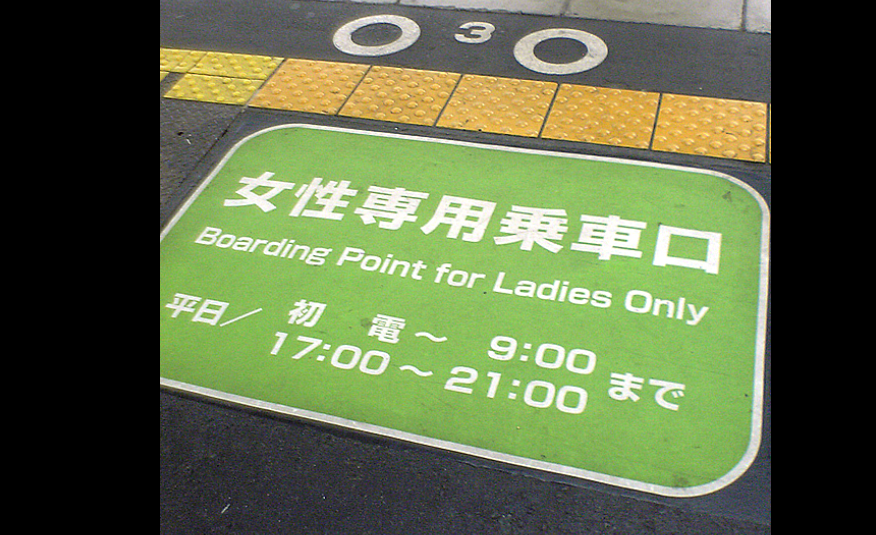 ○ 3 ○
女性専用乗車口
Boarding Point for Ladies Only
平日／ 初 電～ 9:00
17:00～21:00 まで